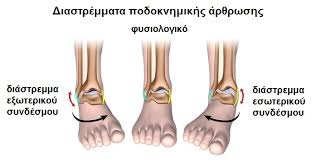 Διαστρέμματα ποδοκνημικής άρθρωσης
φυσιολογικό
διάστρεμμα
εξωτερικού
συνδέσμου
διάστρεμμα
εσωτερικού
συνδέσμου